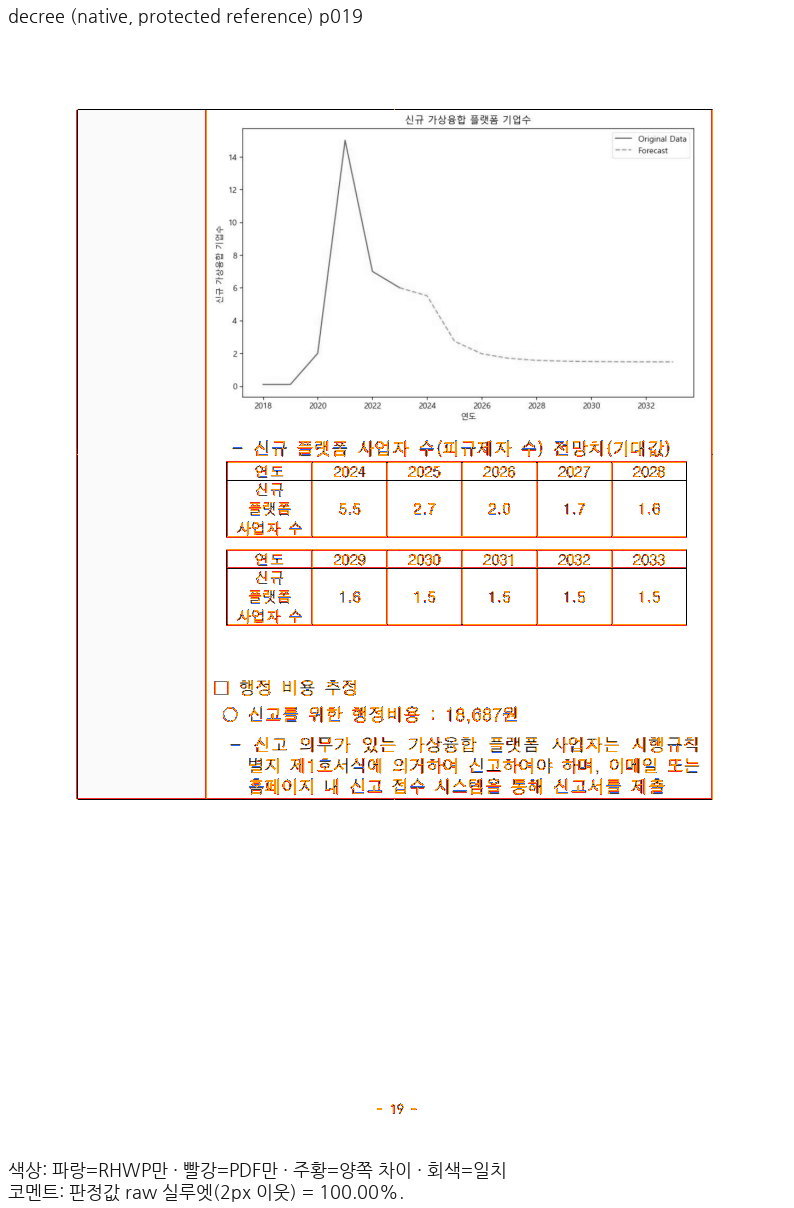 decree (native, protected reference) p019
신규 가상융합 플랫폼 기업수
Original Data
Forecast
신규 가상융합 기업수
14
12
10
8
6
4
2
0
2018 2020 2022 2024 2026 2028 2030 2032
연도
- 신규 플랫폼 사업자 수(피규제자 수) 전망치(기대값)
연도 2024 2025 2026 2027 2028
신규
플랫폼 5.5 2.7 2.0 1.7 1.6
사업자 수
연도 2029 2030 2031 2032 2033
신규
플랫폼 1.6 1.5 1.5 1.5 1.5
사업자 수
□ 행정 비용 추정
○ 신고를 위한 행정비용 : 18,687원
- 신고 의무가 있는 가상융합 플랫폼 사업자는 시행규칙
별지 제1호서식에 의거하여 신고하여야 하며, 이메일 또는
홈페이지 내 신고 접수 시스템을 통해 신고서를 제출
- 19 -
색상: 파랑=RHWP만 · 빨강=PDF만 · 주황=양쪽 차이 · 회색=일치
코멘트: 판정값 raw 실루엣(2px 이웃) = 100.00%.